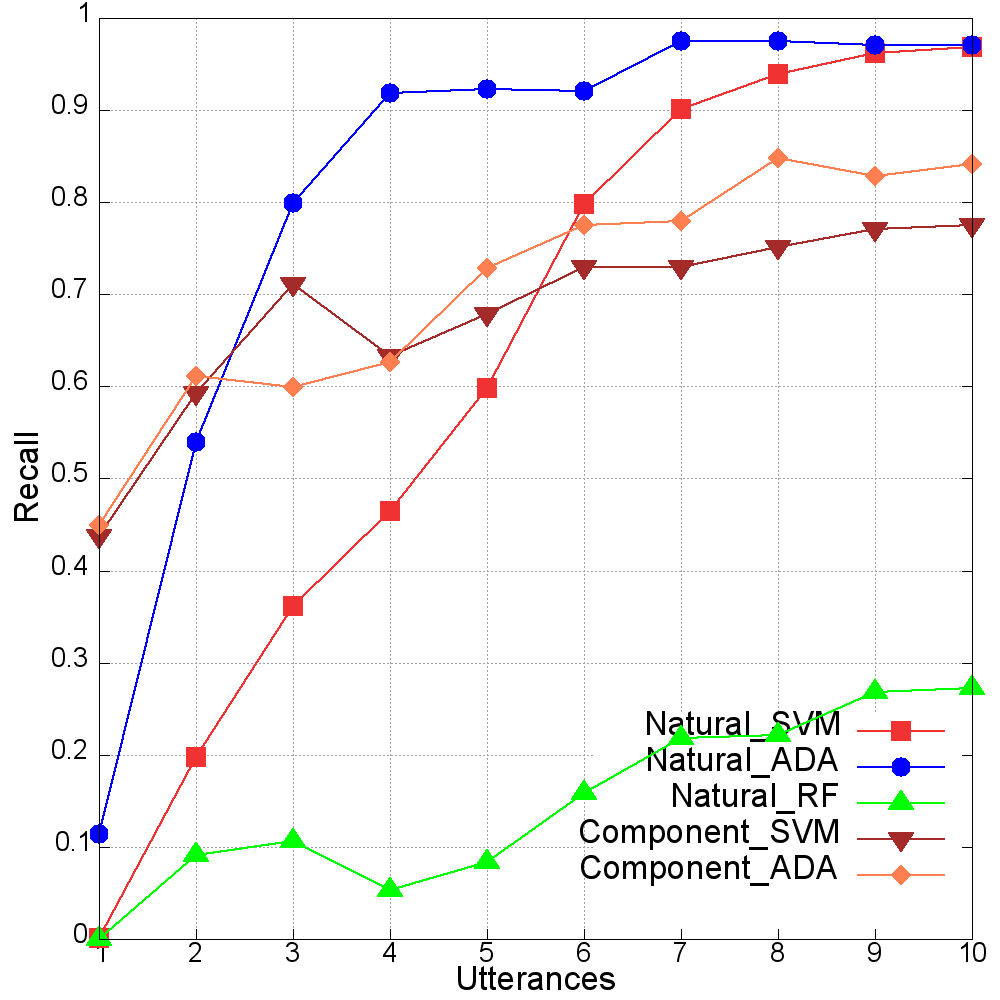 1
0.9
0.8
0.7
0.6
0.5
0.4
0.3
0.2
0.1
0
Recall
1 2 3 4 5 6 7 8 9 10
Utterances
Natural_SVM
Natural_ADA
Natural_RF
Component_SVM
Component_ADA